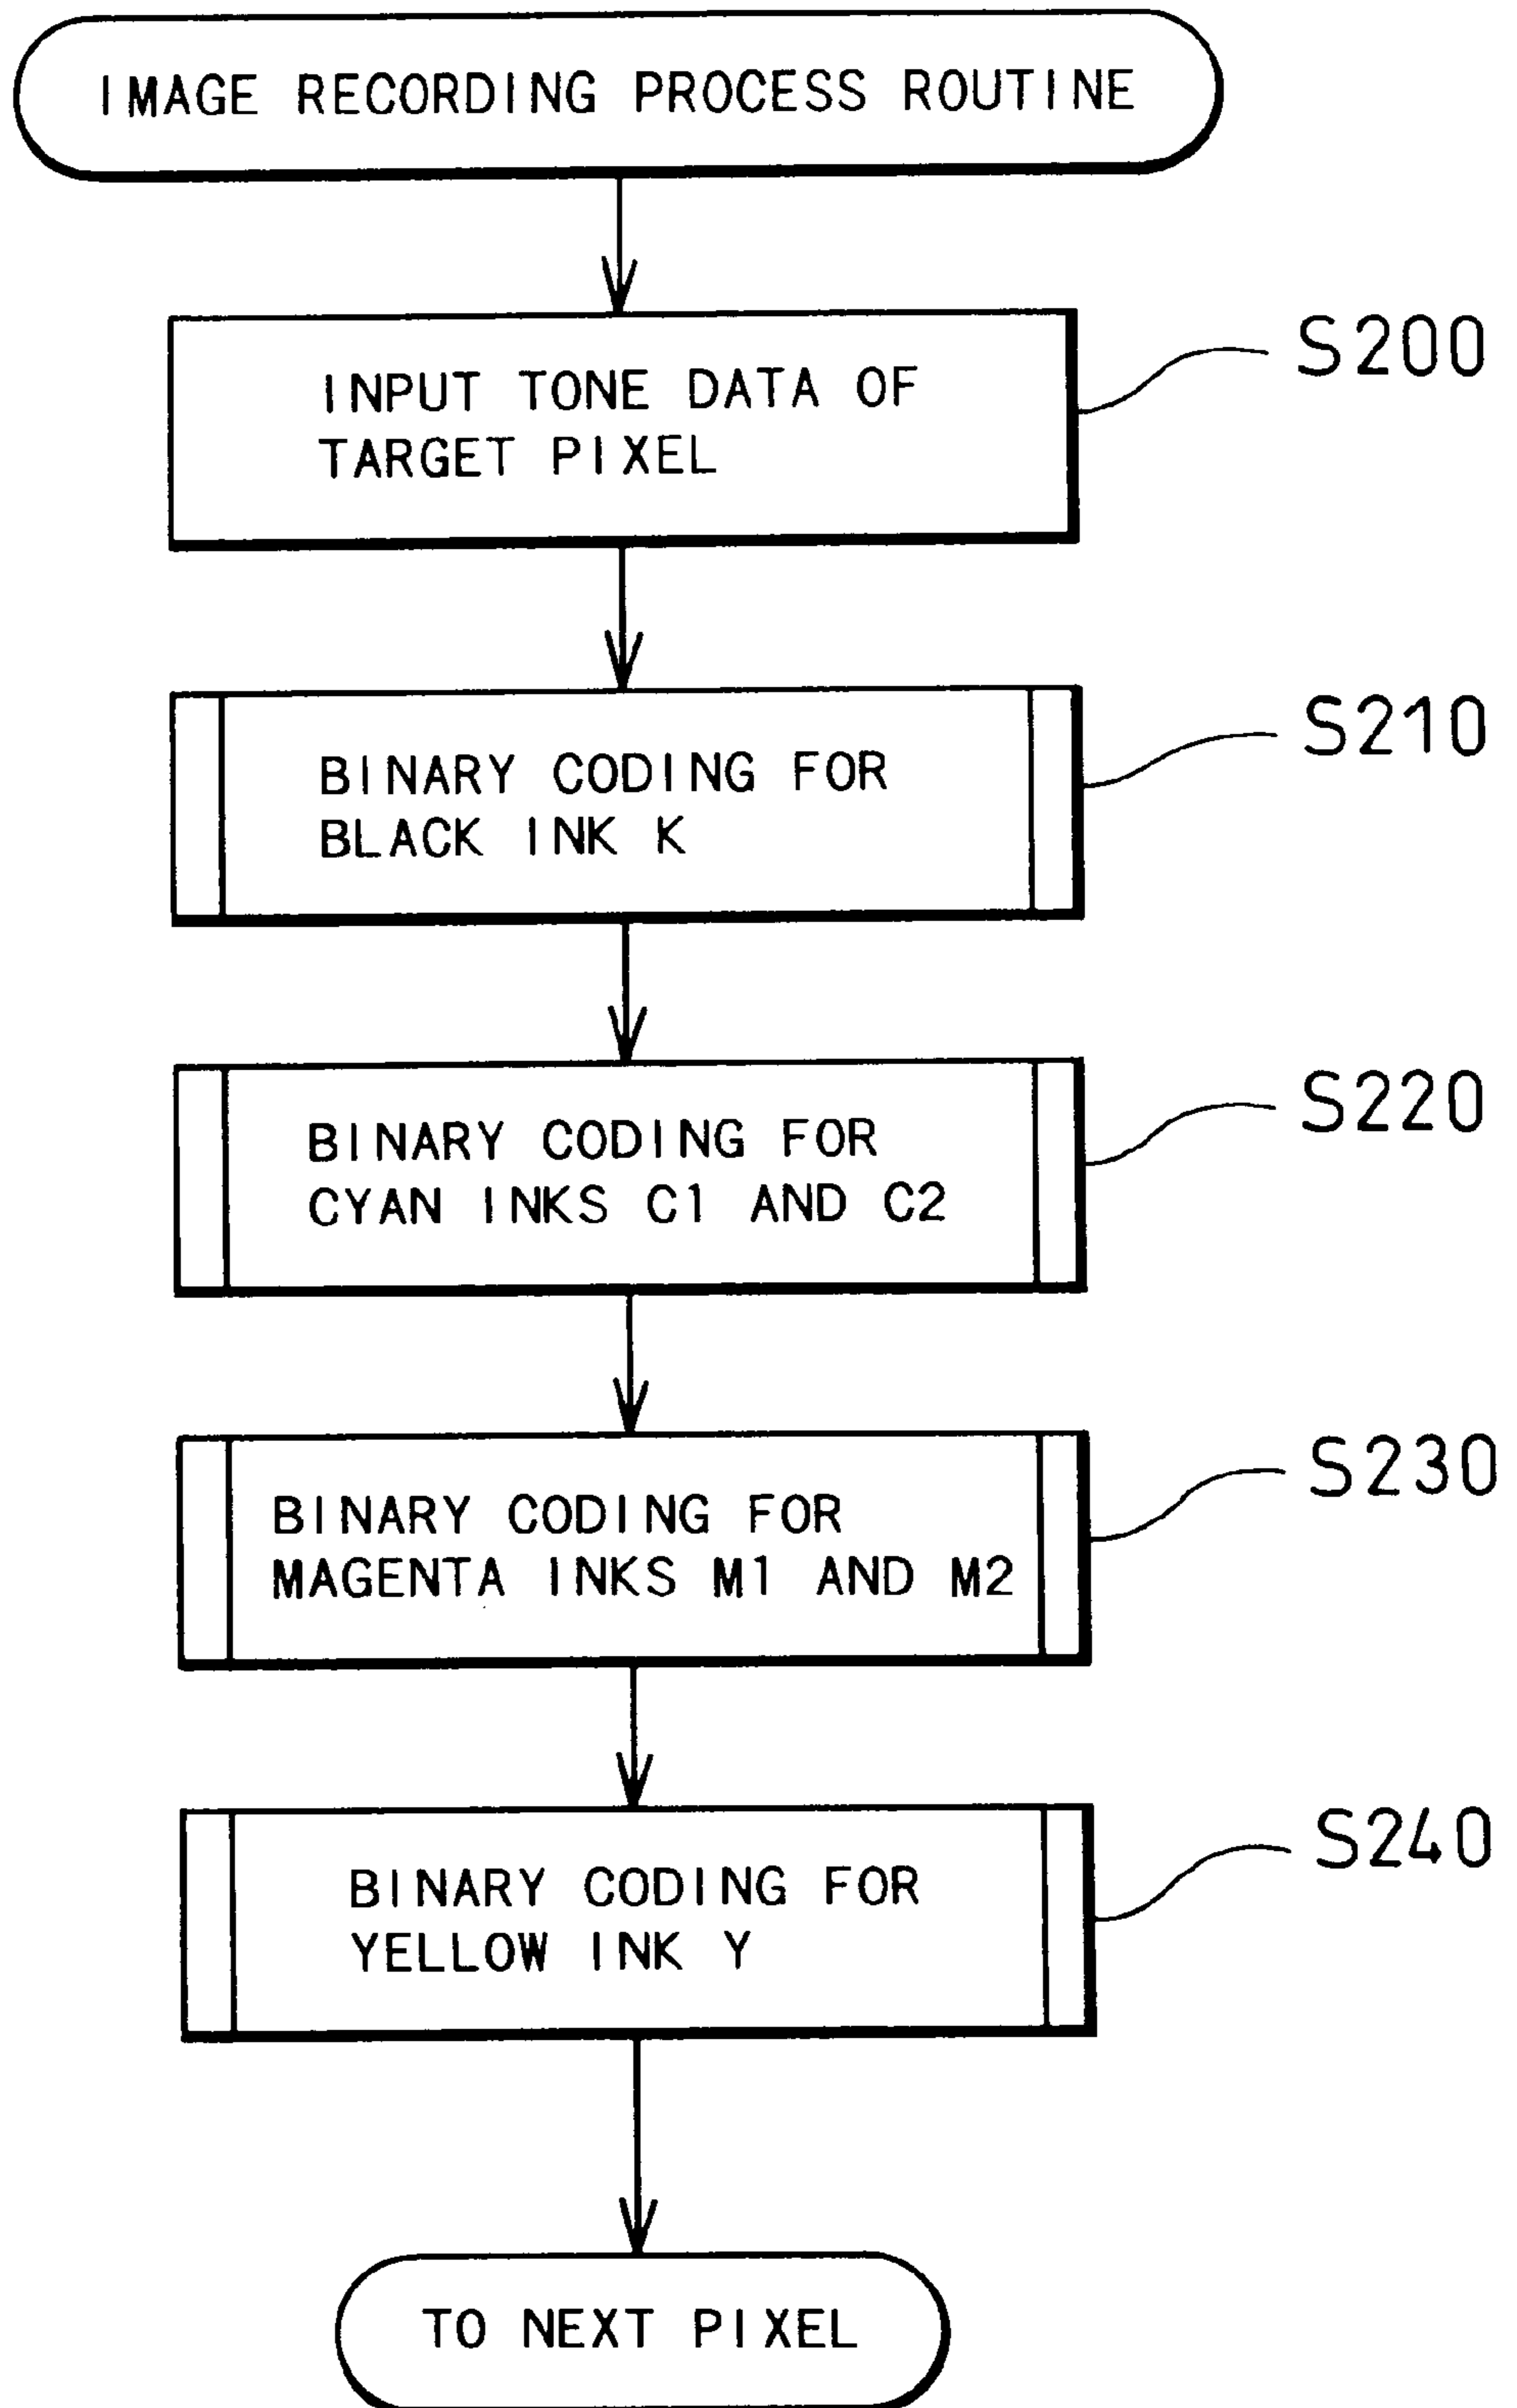 IMAGE RECORDING PROCESS ROUTINE
INPUT TONE DATA OF
TARGET PIXEL
S200
BINARY CODING FOR
BLACK INK K
S210
BINARY CODING FOR
CYAN INKS C1 AND C2
S220
BINARY CODING FOR
MAGENTA INKS M1 AND M2
S230
BINARY CODING FOR
YELLOW INK Y
S240
TO NEXT PIXEL